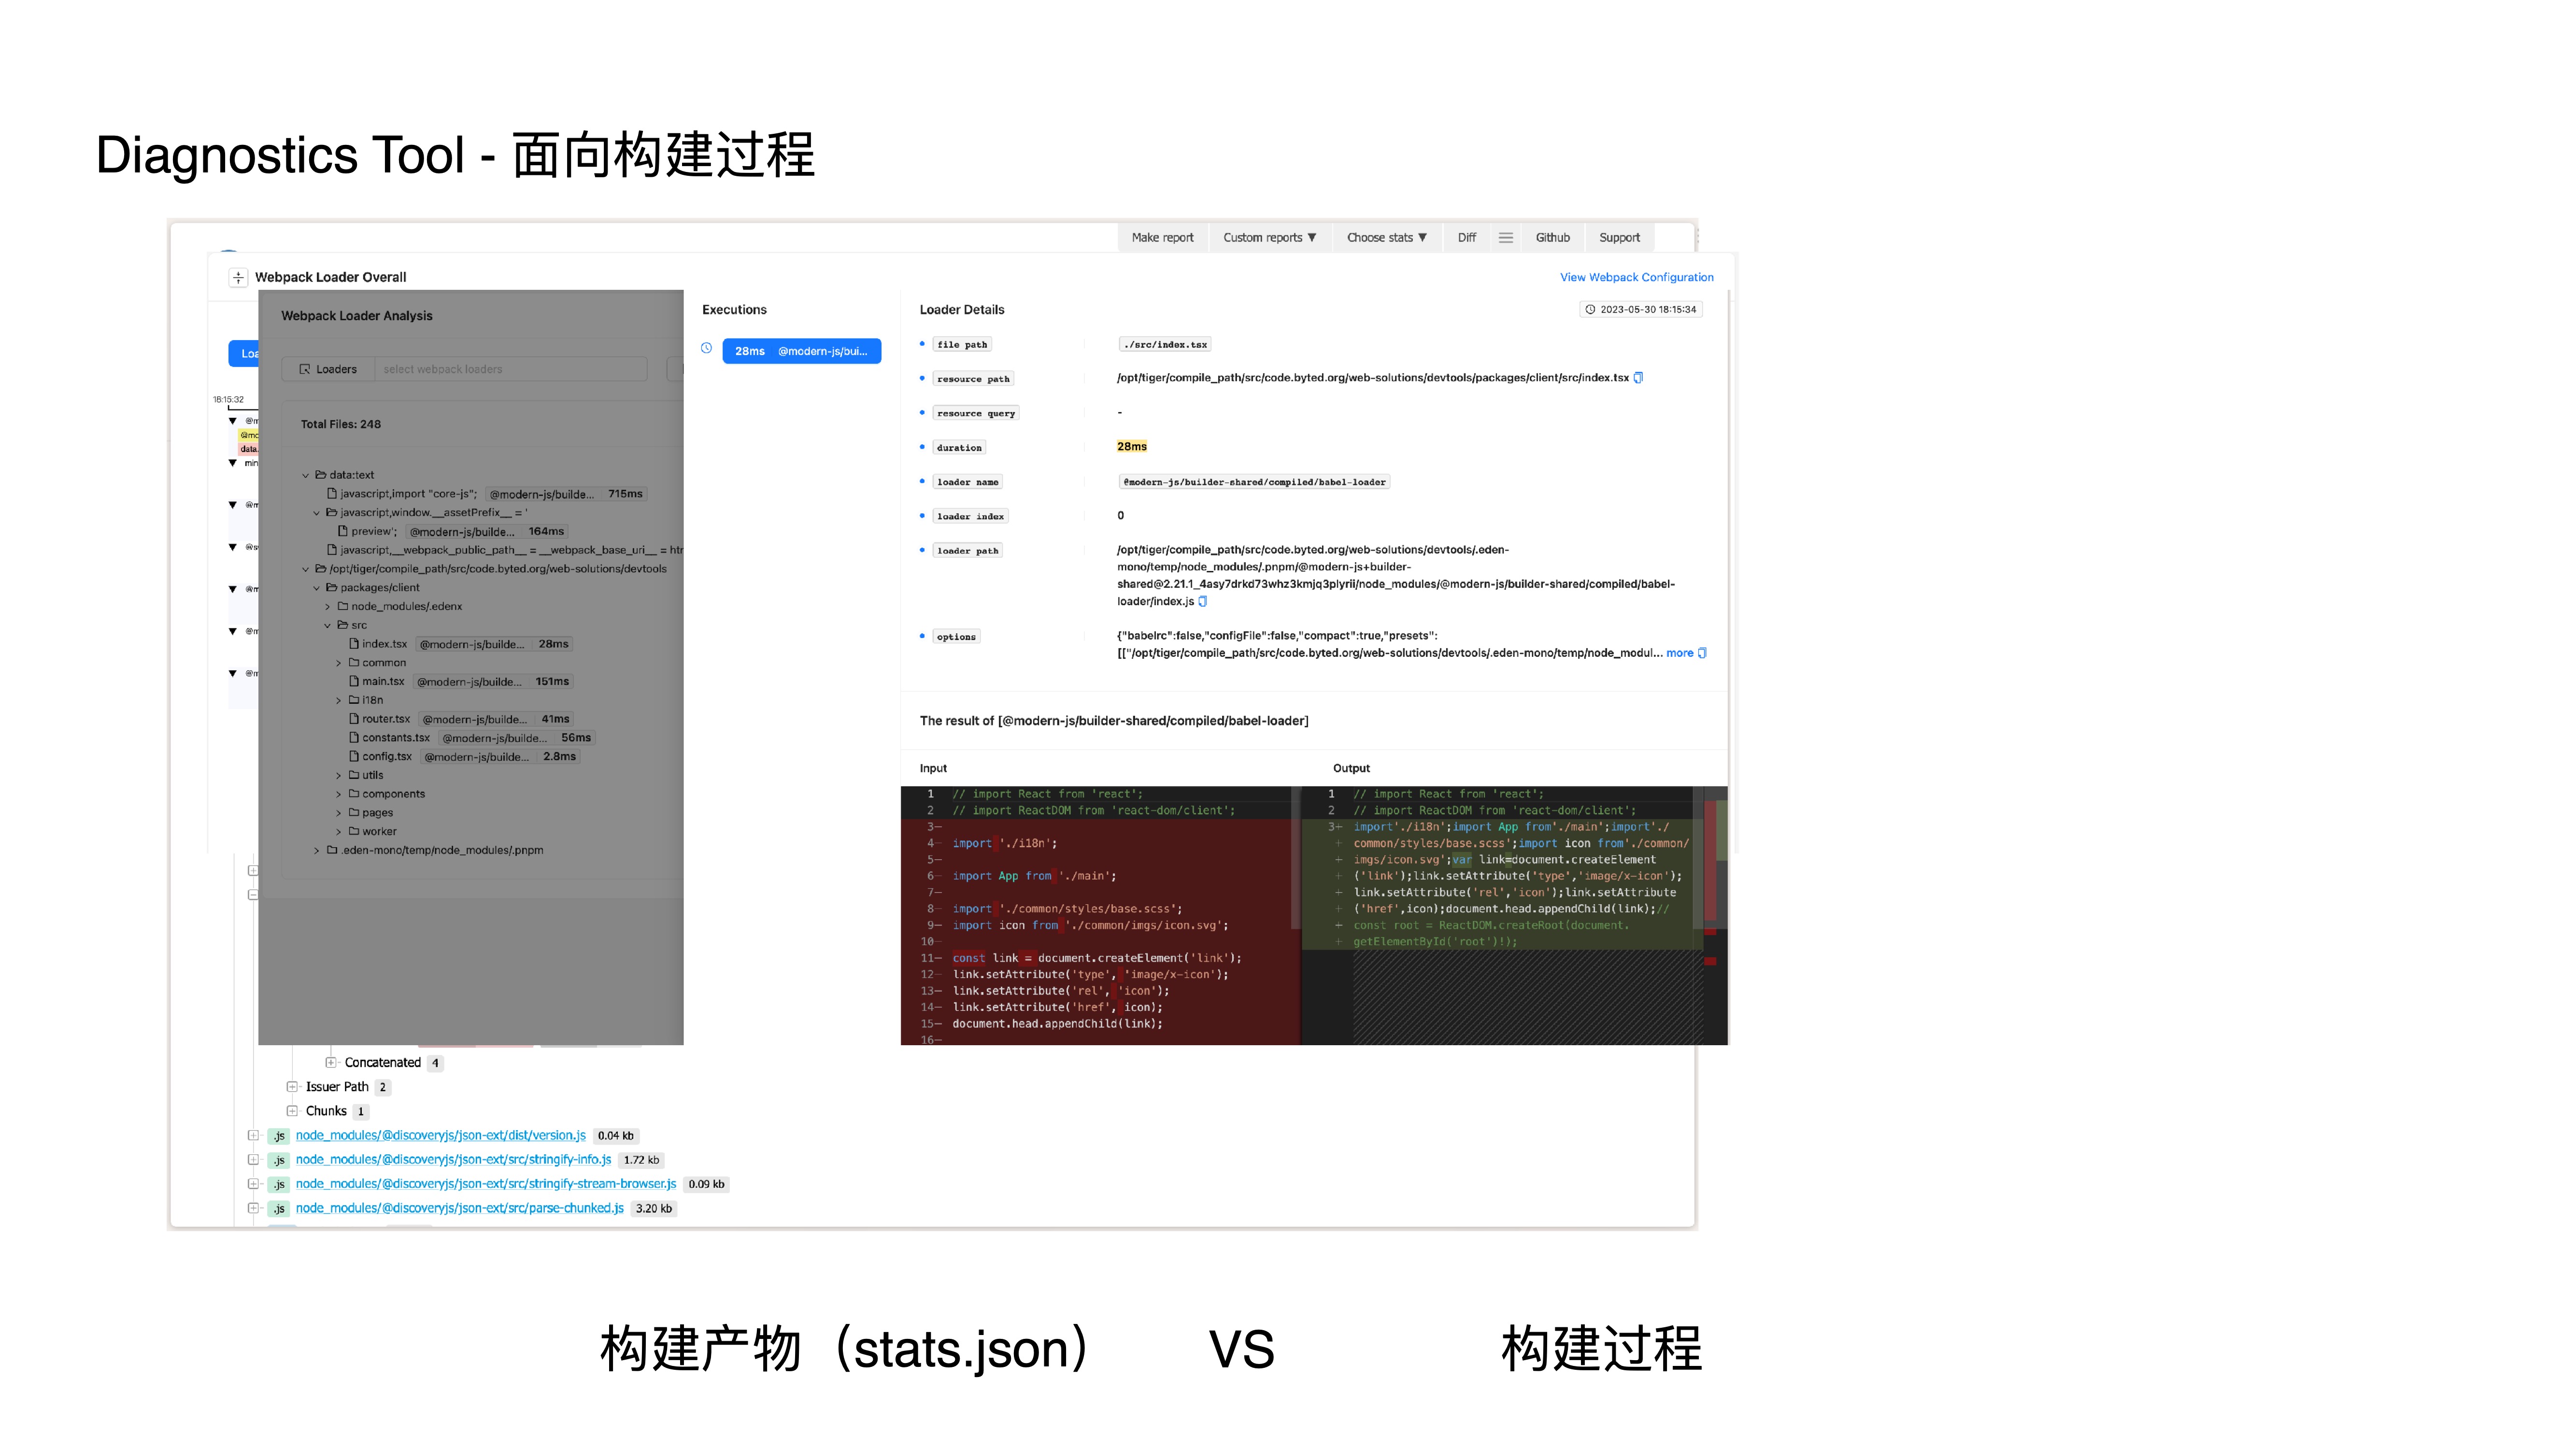 Diagnostics Tool - 面向构建过程
Make report Custom reports ▼ Choose stats ▼ Diff Github Support
Webpack Loader Overall View Webpack Configuration
Loa
18:15:32
▼ @m
@mo
data.
▼ min
▼ @m
▼ @sv
▼ @m
▼ @m
▼ @m
Webpack Loader Analysis
Loaders select webpack loaders
Total Files: 248
data:text
javascript,import "core-js"; @modern-js/builde... 715ms
javascript,window.__assetPrefix__ = '
preview'; @modern-js/builde... 164ms
javascript,__webpack_public_path__ = __webpack_base_uri__ = htr
/opt/tiger/compile_path/src/code.byted.org/web-solutions/devtools
packages/client
node_modules/.edenx
src
index.tsx @modern-js/builde... 28ms
common
main.tsx @modern-js/builde... 151ms
i18n
router.tsx @modern-js/builde... 41ms
constants.tsx @modern-js/builde... 56ms
config.tsx @modern-js/builde... 2.8ms
utils
components
pages
worker
.eden-mono/temp/node_modules/.pnpm
Executions
28ms @modern-js/bui...
Loader Details 2023-05-30 18:15:34
file path ./src/index.tsx
resource path /opt/tiger/compile_path/src/code.byted.org/web-solutions/devtools/packages/client/src/index.tsx
resource query -
duration 28ms
loader name @modern-js/builder-shared/compiled/babel-loader
loader index 0
loader path /opt/tiger/compile_path/src/code.byted.org/web-solutions/devtools/.eden-
mono/temp/node_modules/.pnpm/@modern-js+builder-
shared@2.21.1_4asy7drkd73whz3kmjq3plyrii/node_modules/@modern-js/builder-shared/compiled/babel-
loader/index.js
options {"babelrc":false,"configFile":false,"compact":true,"presets":
[["/opt/tiger/compile_path/src/code.byted.org/web-solutions/devtools/.eden-mono/temp/node_modul... more
The result of [@modern-js/builder-shared/compiled/babel-loader]
Input
1 // import React from 'react';
2 // import ReactDOM from 'react-dom/client';
3-
4- import './i18n';
5-
6- import App from './main';
7-
8- import './common/styles/base.scss';
9- import icon from './common/imgs/icon.svg';
10-
11- const link = document.createElement('link');
12- link.setAttribute('type', 'image/x-icon');
13- link.setAttribute('rel', 'icon');
14- link.setAttribute('href', icon);
15- document.head.appendChild(link);
16-
Output
1 // import React from 'react';
2 // import ReactDOM from 'react-dom/client';
3+ import'./i18n';import App from'./main';import'./
+ common/styles/base.scss';import icon from'./common/
+ imgs/icon.svg';var link=document.createElement
+ ('link');link.setAttribute('type','image/x-icon');
+ link.setAttribute('rel','icon');link.setAttribute
+ ('href',icon);document.head.appendChild(link);//
+ const root = ReactDOM.createRoot(document.
+ getElementById('root')!);
Concatenated 4
Issuer Path 2
Chunks 1
.js node_modules/@discoveryjs/json-ext/dist/version.js 0.04 kb
.js node_modules/@discoveryjs/json-ext/src/stringify-info.js 1.72 kb
.js node_modules/@discoveryjs/json-ext/src/stringify-stream-browser.js 0.09 kb
.js node_modules/@discoveryjs/json-ext/src/parse-chunked.js 3.20 kb
构建产物（stats.json） VS 构建过程